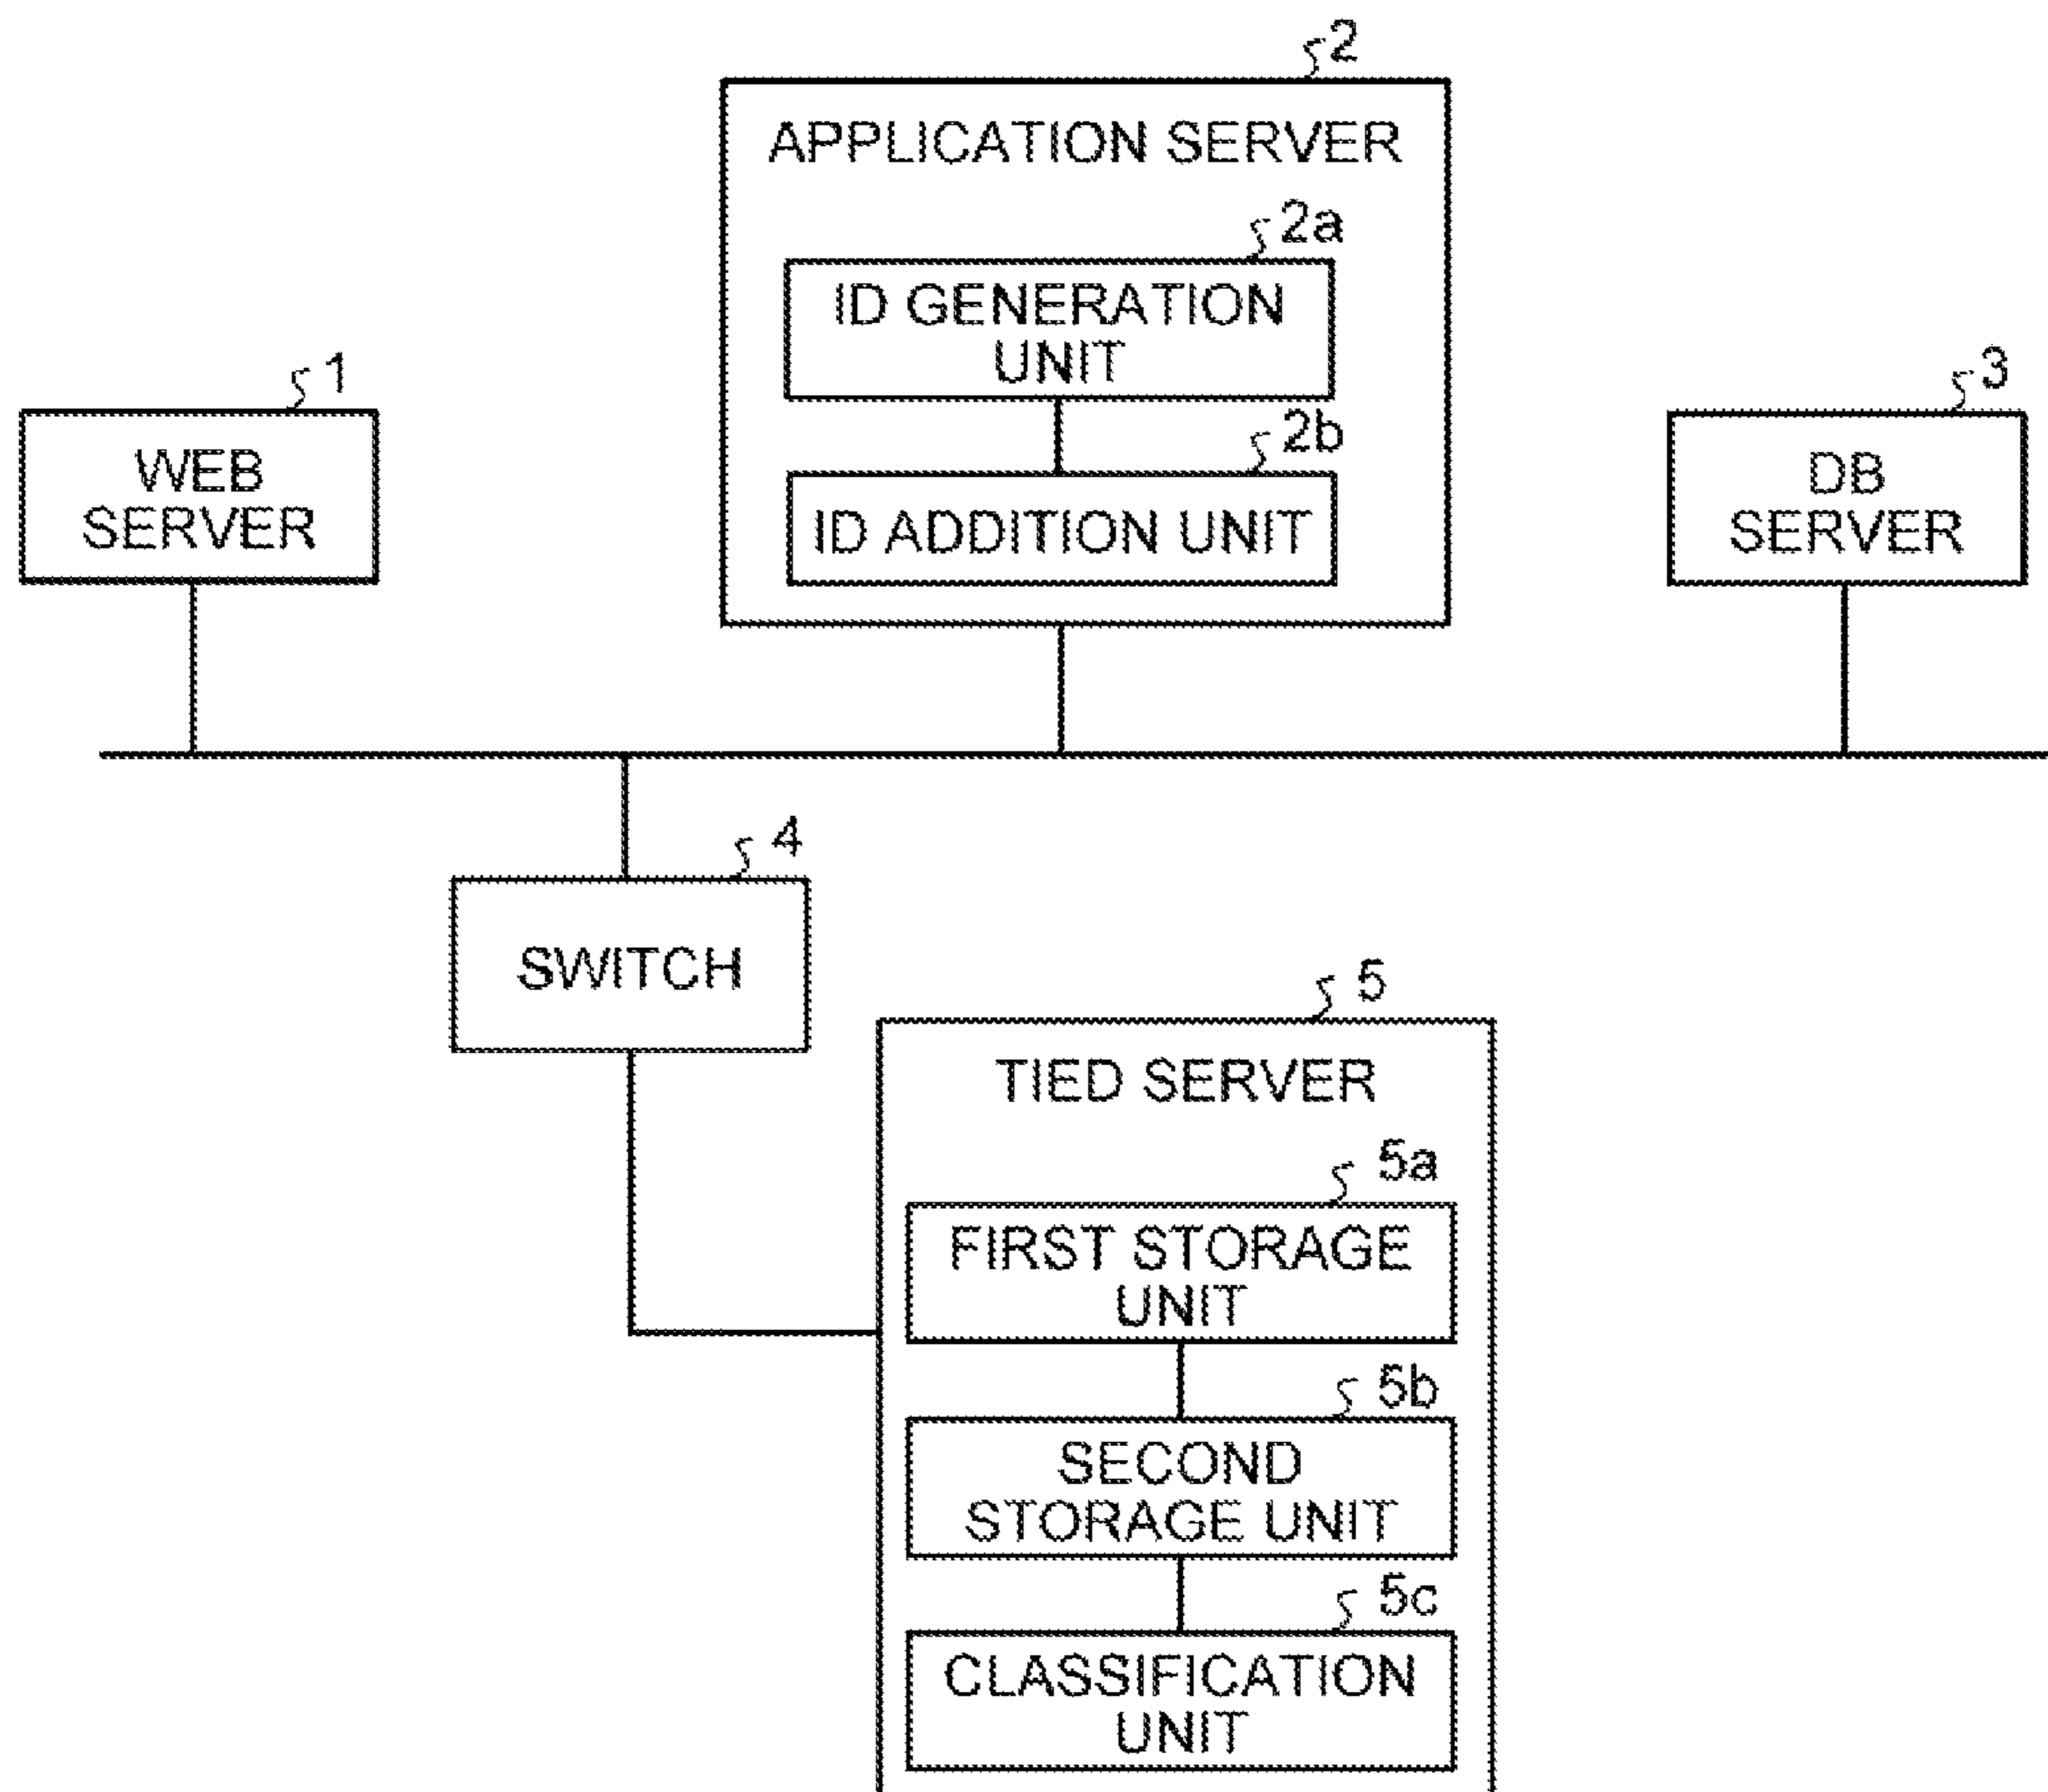 2
APPLICATION SERVER
2a
ID GENERATION
UNIT
1
WEB
SERVER
2b
ID ADDITION UNIT
3
DB
SERVER
4
SWITCH
5
TIED SERVER
5a
FIRST STORAGE
UNIT
5b
SECOND
STORAGE UNIT
5c
CLASSIFICATION
UNIT